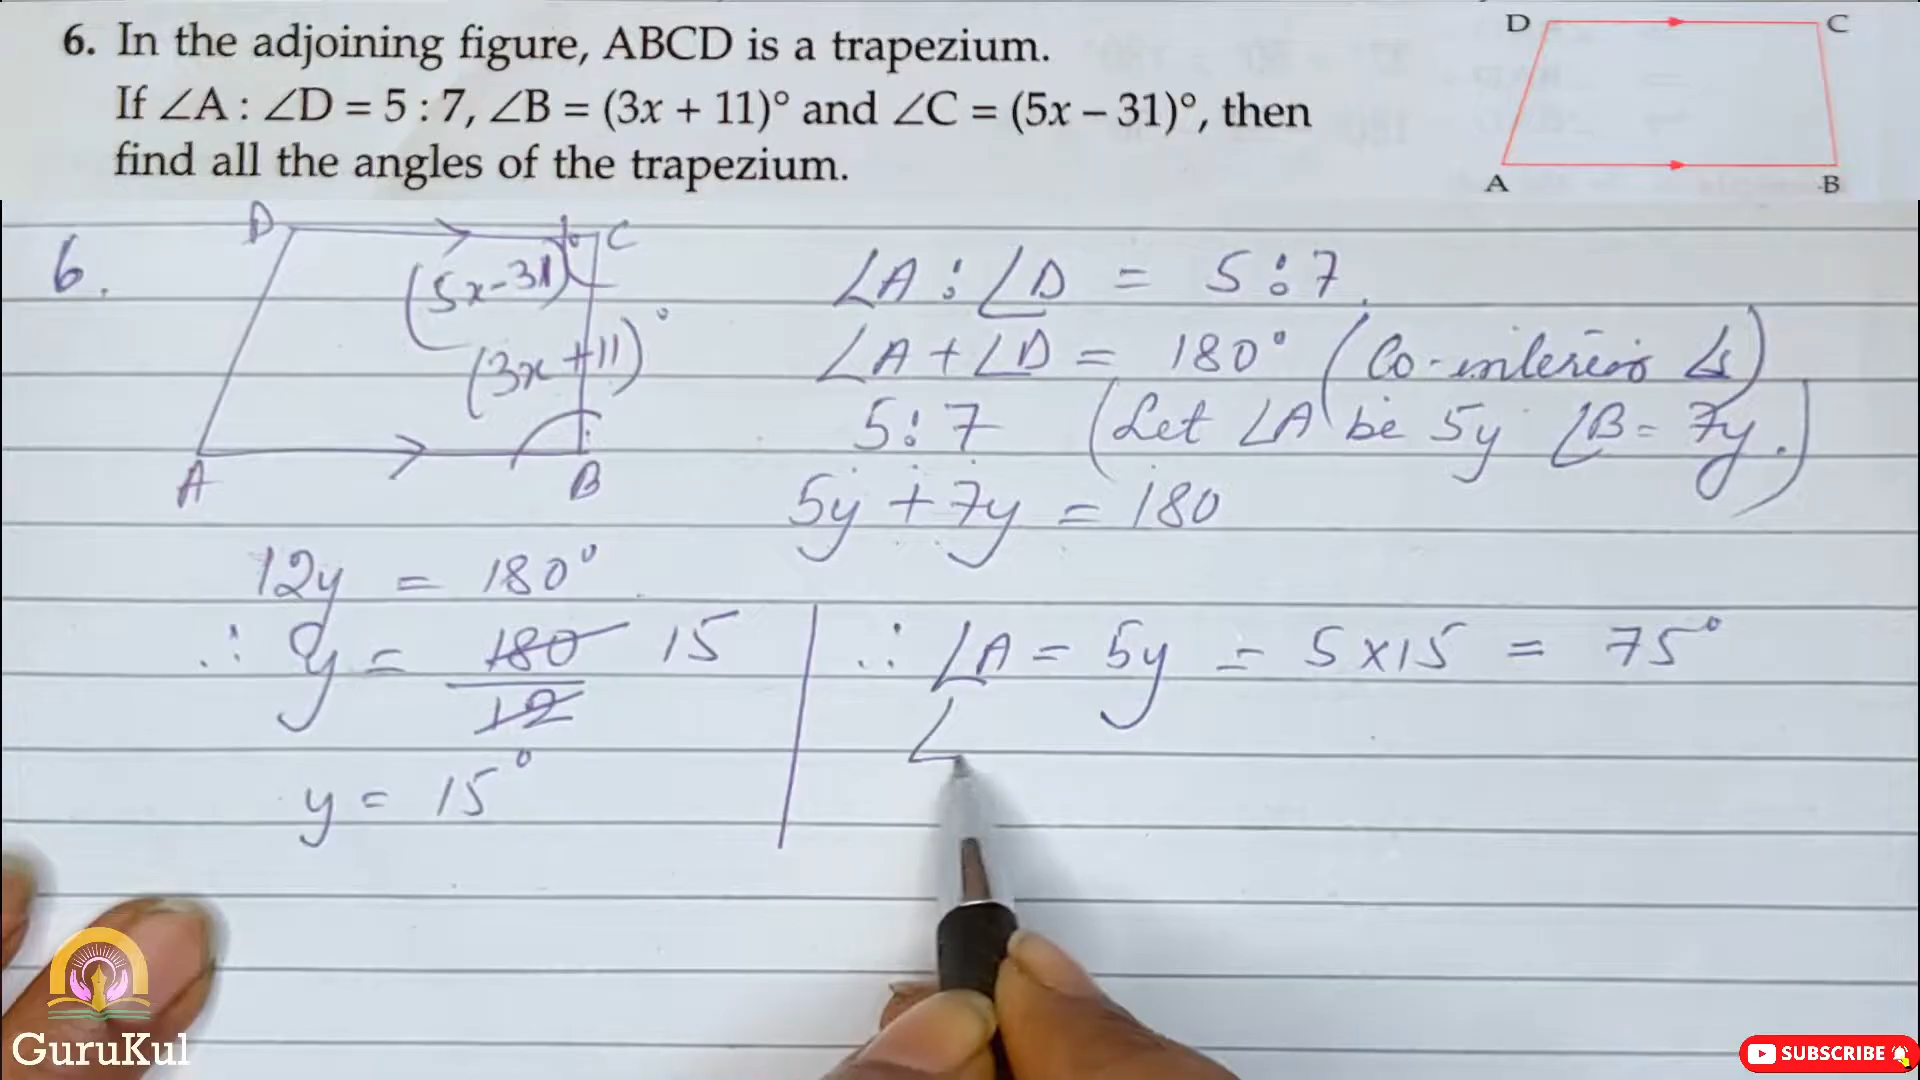 6. In the adjoining figure, ABCD is a trapezium.
If ∠A : ∠D = 5 : 7, ∠B = (3x + 11)° and ∠C = (5x – 31)°, then
find all the angles of the trapezium.
D C
A B
6.
D C
(5x-31)°
(3x+11)°
A B
∠A : ∠D = 5:7.
∠A + ∠D = 180° (Co-interior ∠s)
5:7 (Let ∠A be 5y ∠B = 7y.)
5y + 7y = 180
12y = 180°
∴ y = 180/12 15
y = 15°
∴ ∠A = 5y = 5×15 = 75°
∠
GuruKul
SUBSCRIBE